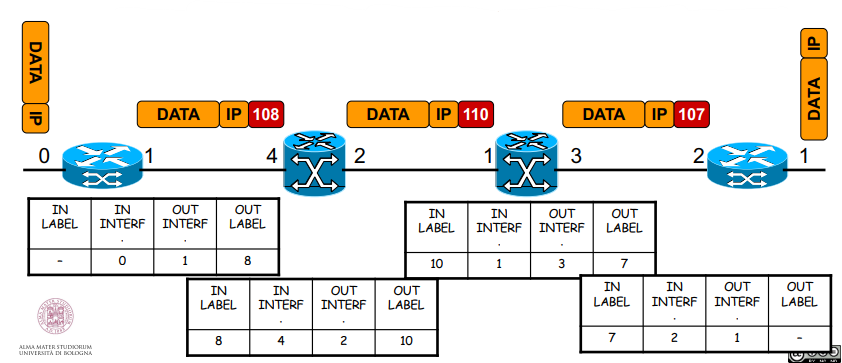 DATA
IP
DATA IP 108
DATA IP 110
DATA IP 107
IP
DATA
0 1 4 2 1 3 2 1
IN LABEL IN INTERF. OUT INTERF. OUT LABEL
- 0 1 8
IN LABEL IN INTERF. OUT INTERF. OUT LABEL
10 1 3 7
IN LABEL IN INTERF. OUT INTERF. OUT LABEL
8 4 2 10
IN LABEL IN INTERF. OUT INTERF. OUT LABEL
7 2 1 -
ALMA MATER STUDIORUM
UNIVERSITÀ DI BOLOGNA